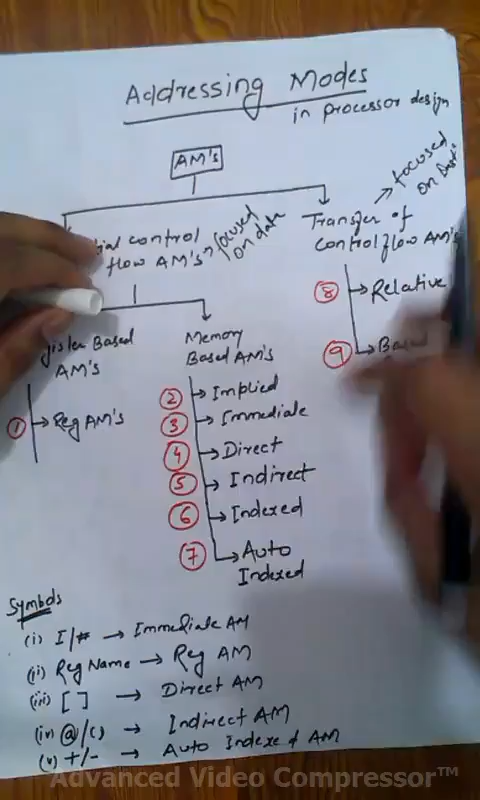 Addressing Modes
in processor design
AM's
focused
on
control
flow AM's → focused
on data
Transfer of
Control flow AM's
Based
AM's
① → Reg AM's
Memory
Based AM's
② → Implied
③ → Immediate
④ → Direct
⑤ → Indirect
⑥ → Indexed
⑦ → Auto
Indexed
⑧ → Relative
⑨ → Based
Symbols
(i) I/# → Immediate AM
(ii) Reg Name → Reg AM
(iii) [ ] → Direct AM
(iv) @/() → Indirect AM
(v) +/- → Auto Indexed AM
Advanced Video Compressor™